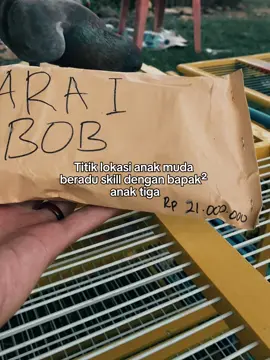 ARAI
BOB
Titik lokasi anak muda
beradu skill dengan bapak²
anak tiga
Rp 21.000.000